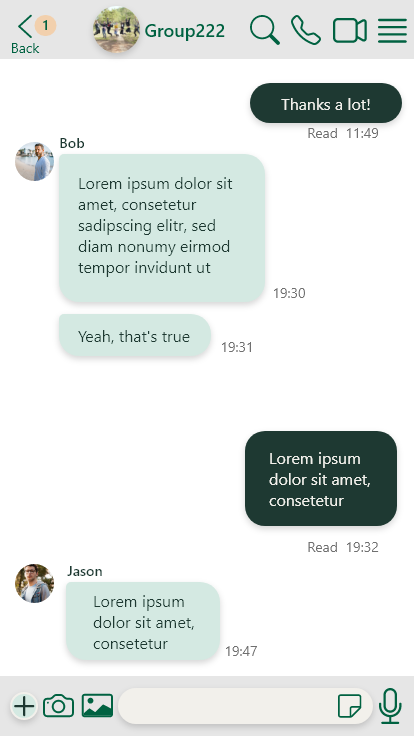 1
Back
Group222
Thanks a lot!
Read 11:49
Bob
Lorem ipsum dolor sit
amet, consetetur
sadipscing elitr, sed
diam nonumy eirmod
tempor invidunt ut
19:30
Yeah, that's true
19:31
Lorem ipsum
dolor sit amet,
consetetur
Read 19:32
Jason
Lorem ipsum
dolor sit amet,
consetetur
19:47